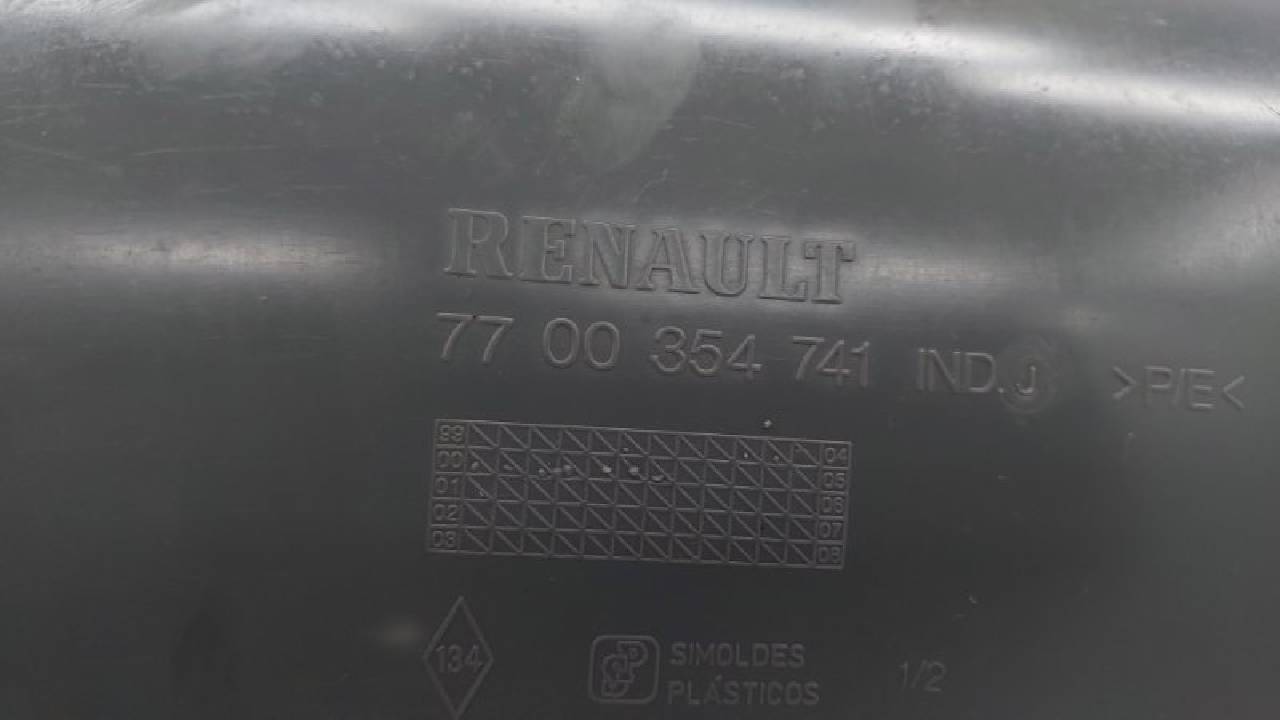 RENAULT
77 00 354 741 IND. J >P/E<
99 04
00 05
01 06
02 07
03 08
134 SP SIMOLDES
PLÁSTICOS 1/2